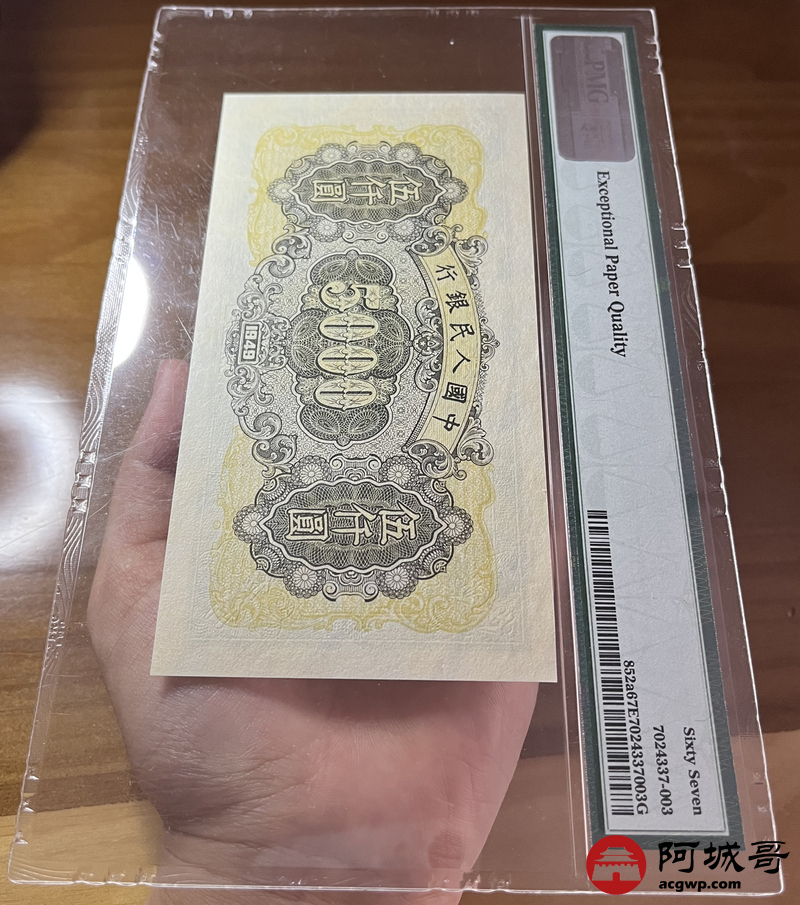 PMG
Exceptional Paper Quality
Sixty Seven
7024337-003
852a67E7024337003G
中國人民銀行
伍仟圓
5000
伍仟圓
1949
阿城哥
acgwp.com